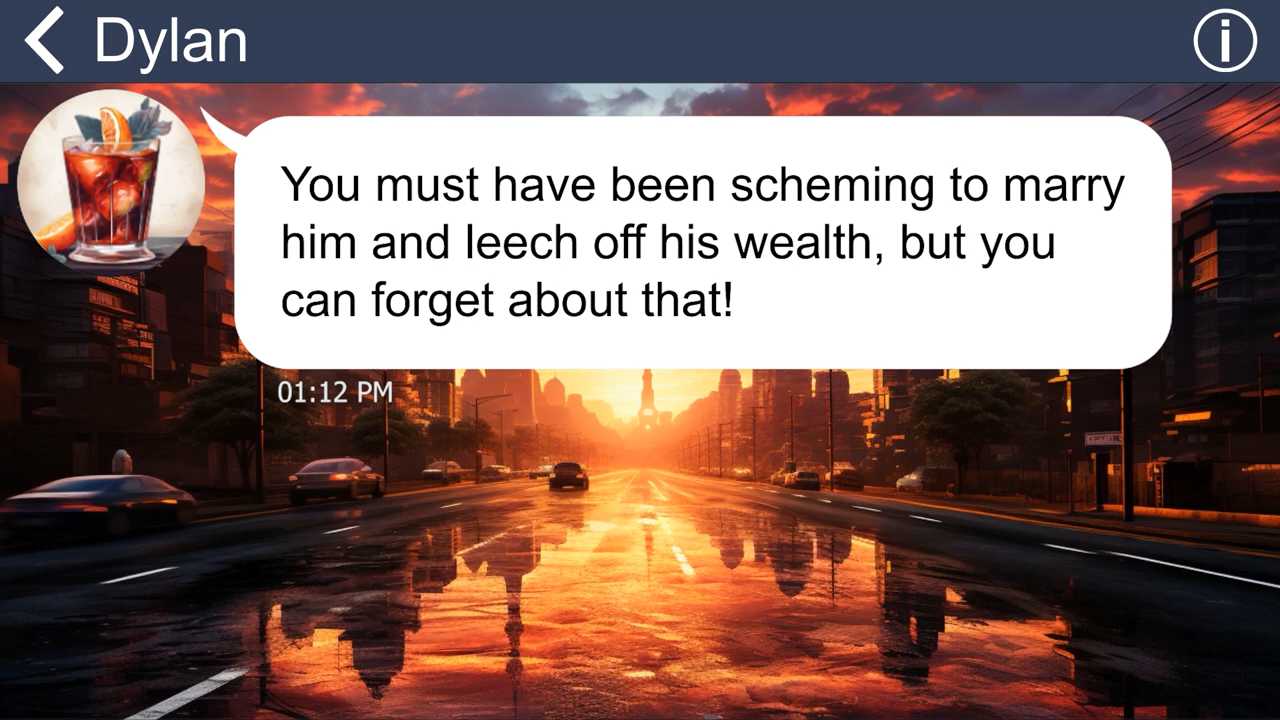 Dylan
You must have been scheming to marry
him and leech off his wealth, but you
can forget about that!
01:12 PM